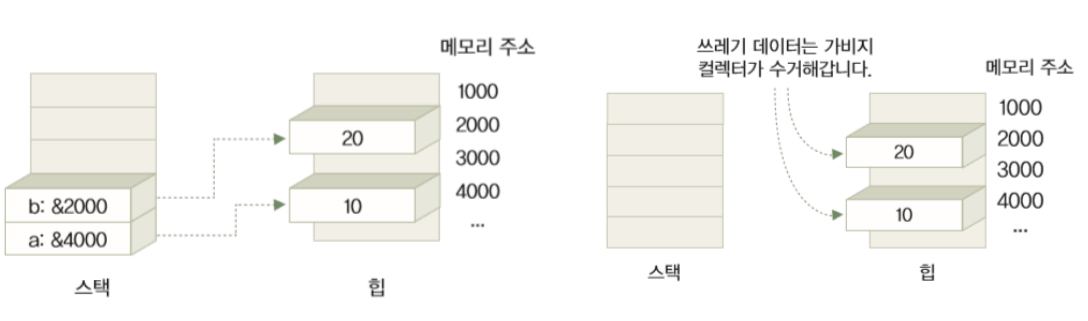 메모리 주소
1000
2000
3000
4000
...
20
10
b: &2000
a: &4000
스택
힙
쓰레기 데이터는 가비지
컬렉터가 수거해갑니다.
메모리 주소
1000
2000
3000
4000
...
20
10
스택
힙